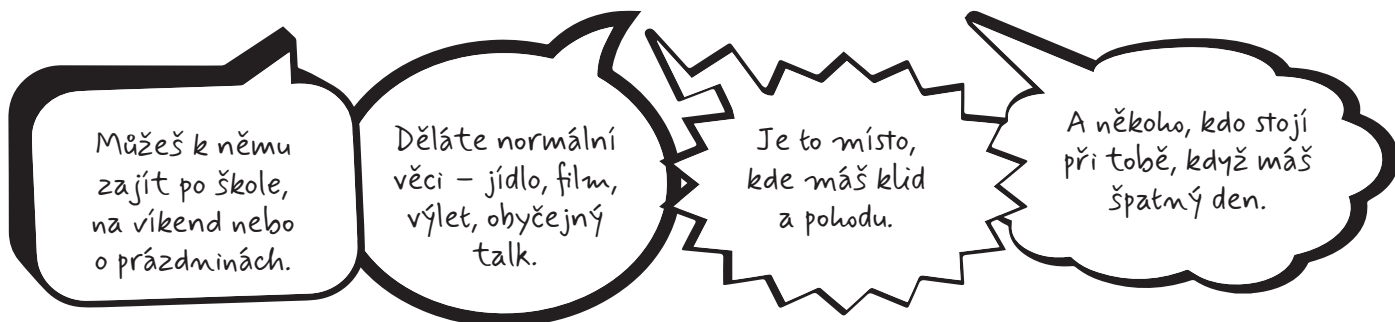 Můžeš k němu
zajít po škole,
na víkend nebo
o prázdninách.
Děláte normální
věci – jídlo, film,
výlet, obyčejný
talk.
Je to místo,
kde máš klid
a pohodu.
A někoho, kdo stojí
při tobě, když máš
špatný den.